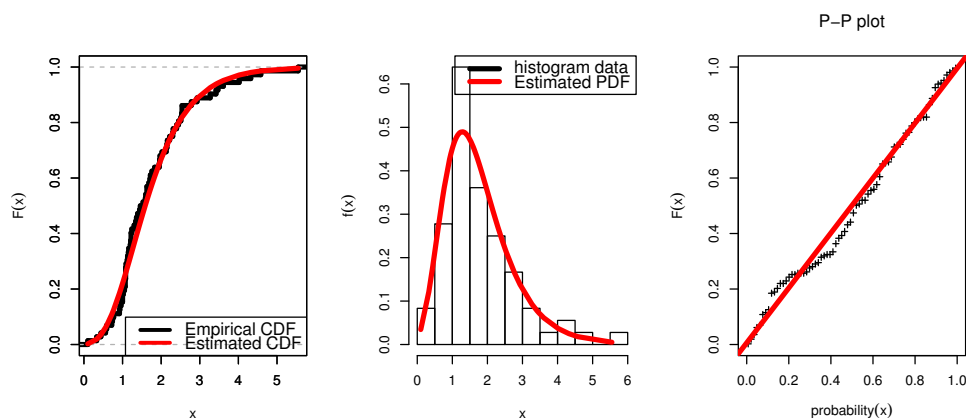 P−P plot
F(x)
1.0
0.8
0.6
0.4
0.2
0.0
Empirical CDF
Estimated CDF
0 1 2 3 4 5
x
f(x)
0.6
0.5
0.4
0.3
0.2
0.1
0.0
histogram data
Estimated PDF
0 1 2 3 4 5 6
x
F(x)
1.0
0.8
0.6
0.4
0.2
0.0
0.0 0.2 0.4 0.6 0.8 1.0
probability(x)